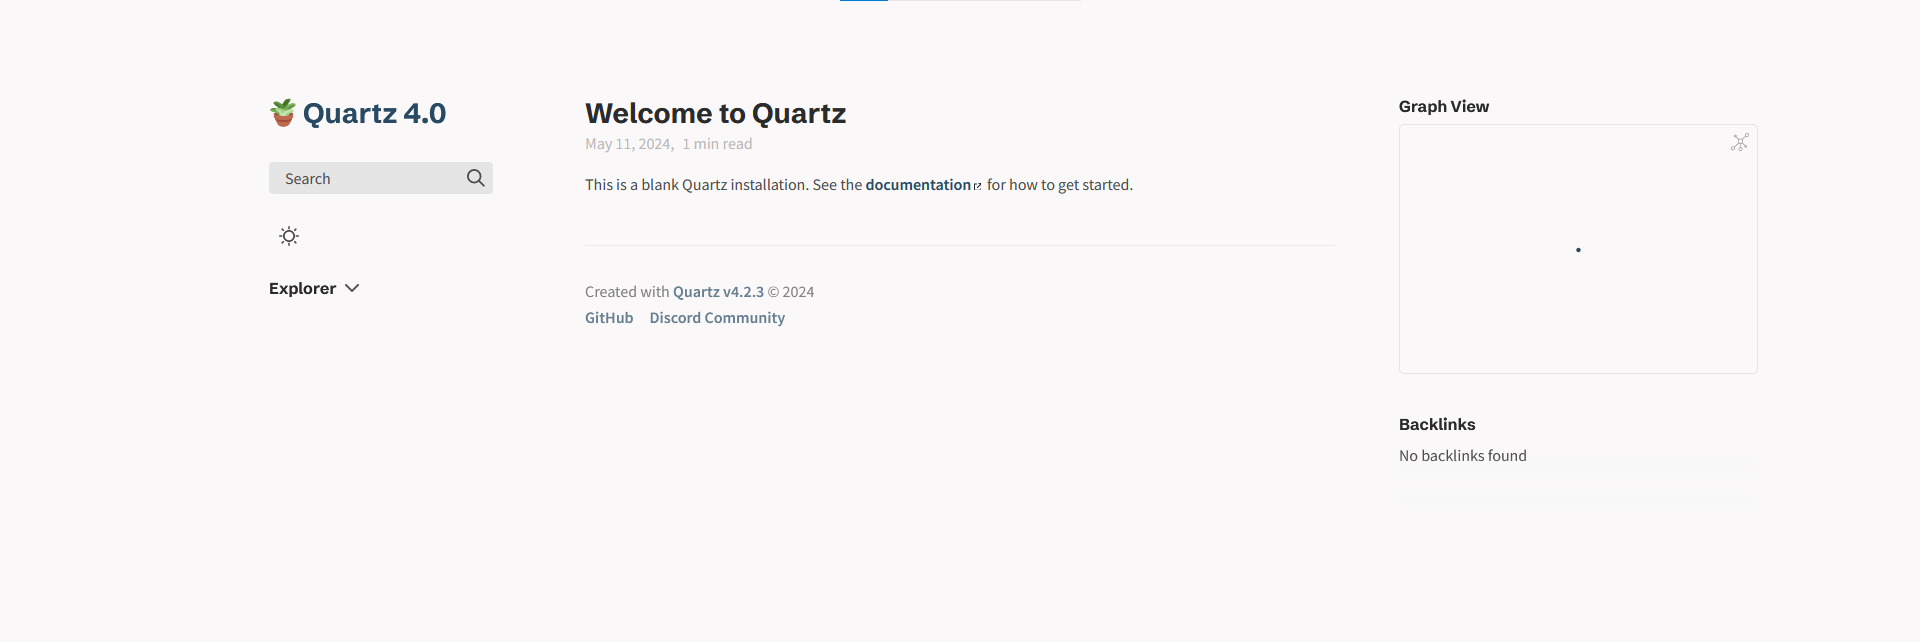 Quartz 4.0
Search
Explorer
Welcome to Quartz
May 11, 2024, 1 min read
This is a blank Quartz installation. See the documentation for how to get started.
Created with Quartz v4.2.3 © 2024
GitHub Discord Community
Graph View
Backlinks
No backlinks found